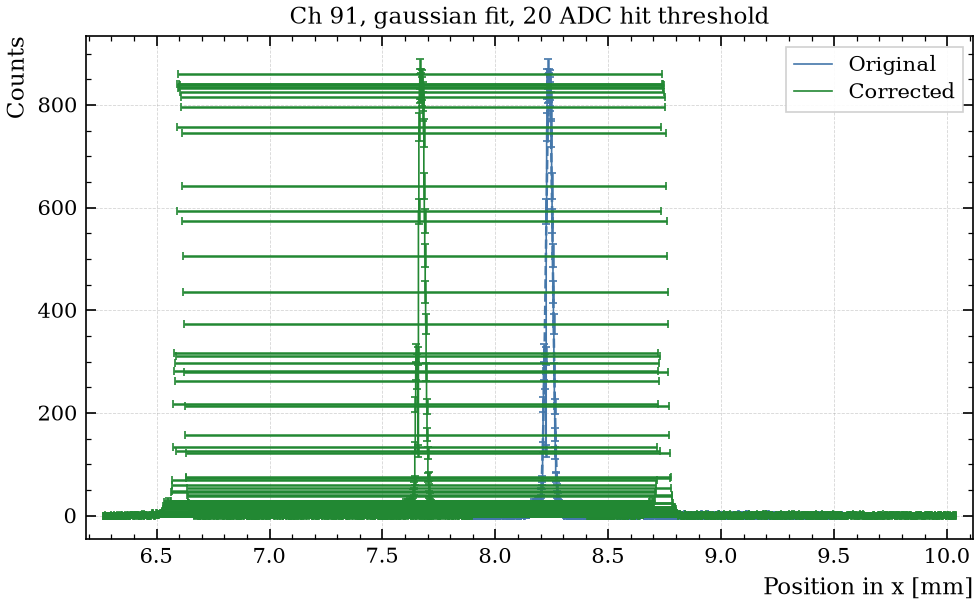 Ch 91, gaussian fit, 20 ADC hit threshold
Counts
Original
Corrected
800
600
400
200
0
6.5 7.0 7.5 8.0 8.5 9.0 9.5 10.0
Position in x [mm]